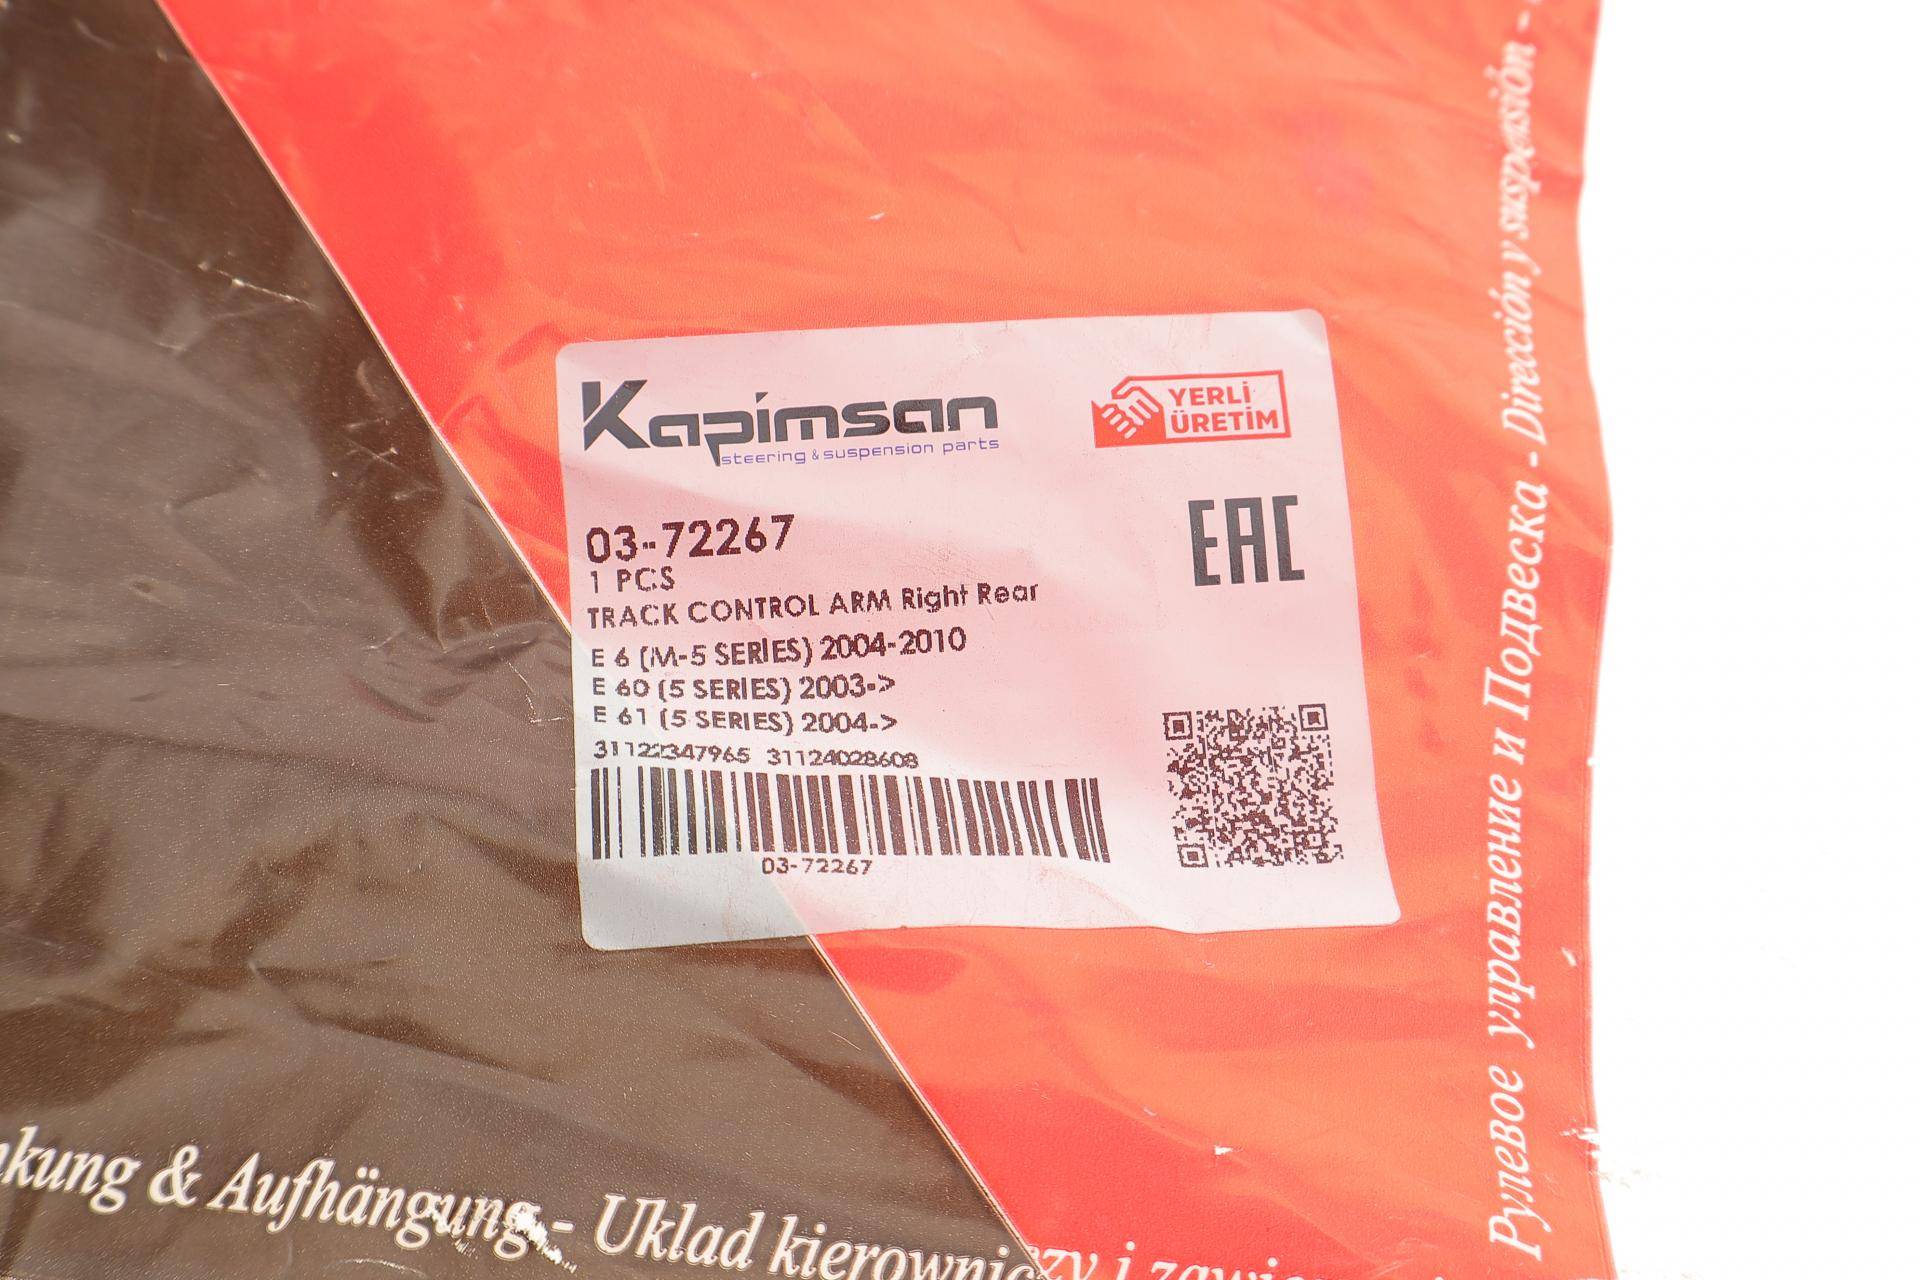 Kapimsan
steering & suspension parts
YERLİ
ÜRETİM
EAC
03-72267
1 PCS
TRACK CONTROL ARM Right Rear
E 6 (M-5 SERIES) 2004-2010
E 60 (5 SERIES) 2003->
E 61 (5 SERIES) 2004->
31122347965 31124028608
03-72267
Рулевое управление и Подвеска - Dirección y suspensión -
& Aufhängung - Uklad kierowniczy i